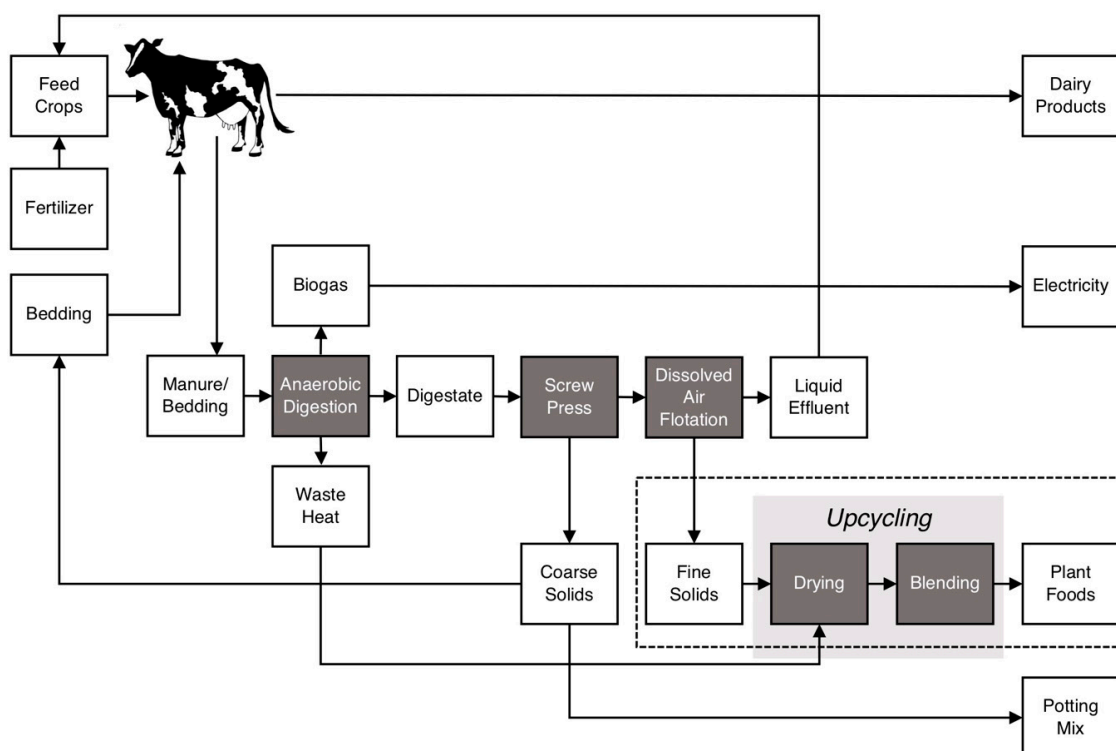 Feed
Crops
Dairy
Products
Fertilizer
Bedding
Biogas
Electricity
Manure/
Bedding
Anaerobic
Digestion
Digestate
Screw
Press
Dissolved
Air
Flotation
Liquid
Effluent
Waste
Heat
Upcycling
Coarse
Solids
Fine
Solids
Drying
Blending
Plant
Foods
Potting
Mix